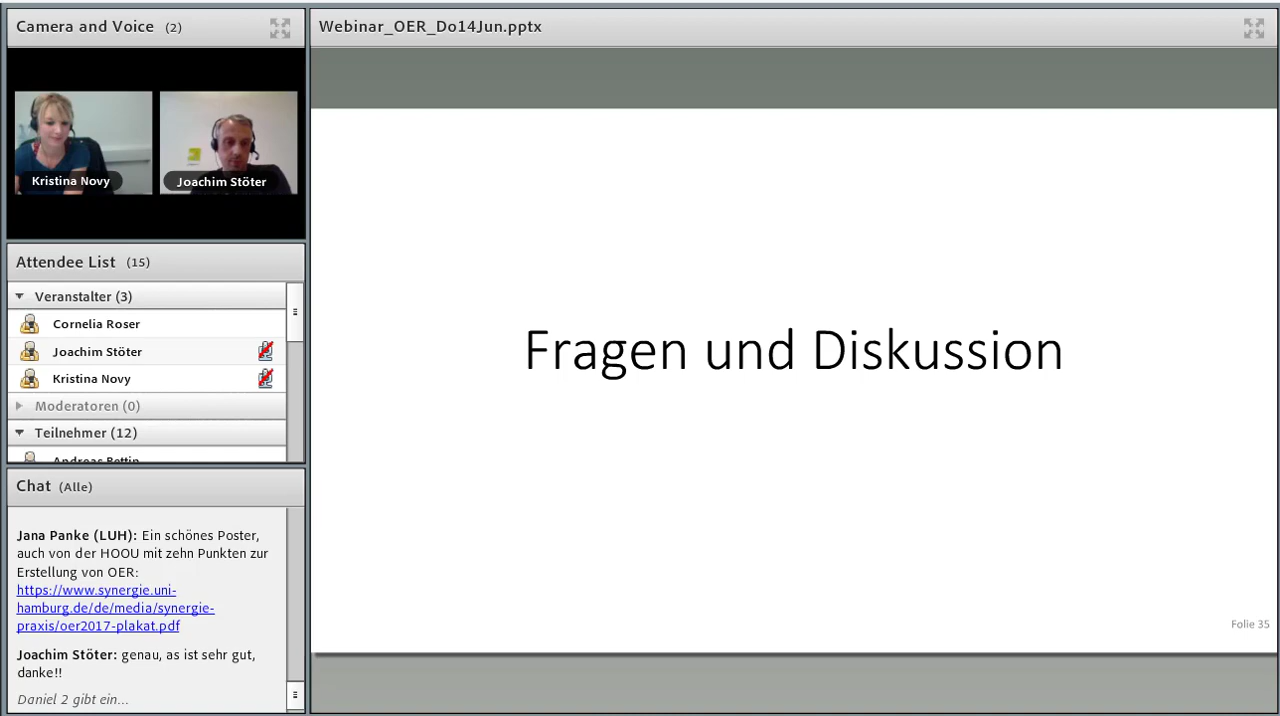 Camera and Voice (2)
Kristina Novy
Joachim Stöter
Attendee List (15)
Veranstalter (3)
Cornelia Roser
Joachim Stöter
Kristina Novy
Moderatoren (0)
Teilnehmer (12)
Andreas Bettin
Chat (Alle)
Jana Panke (LUH): Ein schönes Poster,
auch von der HOOU mit zehn Punkten zur
Erstellung von OER:
https://www.synergie.uni-
hamburg.de/de/media/synergie-
praxis/oer2017-plakat.pdf
Joachim Stöter: genau, as ist sehr gut,
danke!!
Daniel 2 gibt ein...
Webinar_OER_Do14Jun.pptx
Fragen und Diskussion
Folie 35